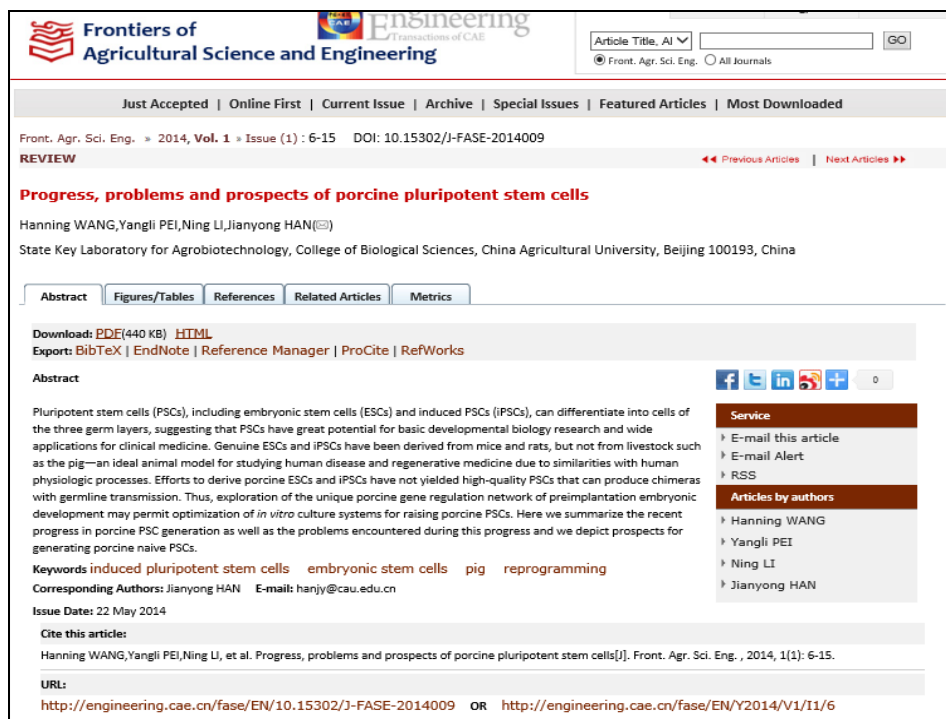 Frontiers of
Agricultural Science and Engineering
CAE
Engineering
Transactions of CAE
Article Title, Al
GO
Front. Agr. Sci. Eng. All Journals
Just Accepted | Online First | Current Issue | Archive | Special Issues | Featured Articles | Most Downloaded
Front. Agr. Sci. Eng. » 2014, Vol. 1 » Issue (1) : 6-15 DOI: 10.15302/J-FASE-2014009
REVIEW
Previous Articles | Next Articles
Progress, problems and prospects of porcine pluripotent stem cells
Hanning WANG,Yangli PEI,Ning LI,Jianyong HAN(✉)
State Key Laboratory for Agrobiotechnology, College of Biological Sciences, China Agricultural University, Beijing 100193, China
Abstract Figures/Tables References Related Articles Metrics
Download: PDF(440 KB) HTML
Export: BibTeX | EndNote | Reference Manager | ProCite | RefWorks
Abstract
0
Pluripotent stem cells (PSCs), including embryonic stem cells (ESCs) and induced PSCs (iPSCs), can differentiate into cells of
the three germ layers, suggesting that PSCs have great potential for basic developmental biology research and wide
applications for clinical medicine. Genuine ESCs and iPSCs have been derived from mice and rats, but not from livestock such
as the pig—an ideal animal model for studying human disease and regenerative medicine due to similarities with human
physiologic processes. Efforts to derive porcine ESCs and iPSCs have not yielded high-quality PSCs that can produce chimeras
with germline transmission. Thus, exploration of the unique porcine gene regulation network of preimplantation embryonic
development may permit optimization of in vitro culture systems for raising porcine PSCs. Here we summarize the recent
progress in porcine PSC generation as well as the problems encountered during this progress and we depict prospects for
generating porcine naive PSCs.
Keywords induced pluripotent stem cells embryonic stem cells pig reprogramming
Corresponding Authors: Jianyong HAN E-mail: hanjy@cau.edu.cn
Issue Date: 22 May 2014
Service
E-mail this article
E-mail Alert
RSS
Articles by authors
Hanning WANG
Yangli PEI
Ning LI
Jianyong HAN
Cite this article:
Hanning WANG,Yangli PEI,Ning LI, et al. Progress, problems and prospects of porcine pluripotent stem cells[J]. Front. Agr. Sci. Eng. , 2014, 1(1): 6-15.
URL:
http://engineering.cae.cn/fase/EN/10.15302/J-FASE-2014009 OR http://engineering.cae.cn/fase/EN/Y2014/V1/I1/6